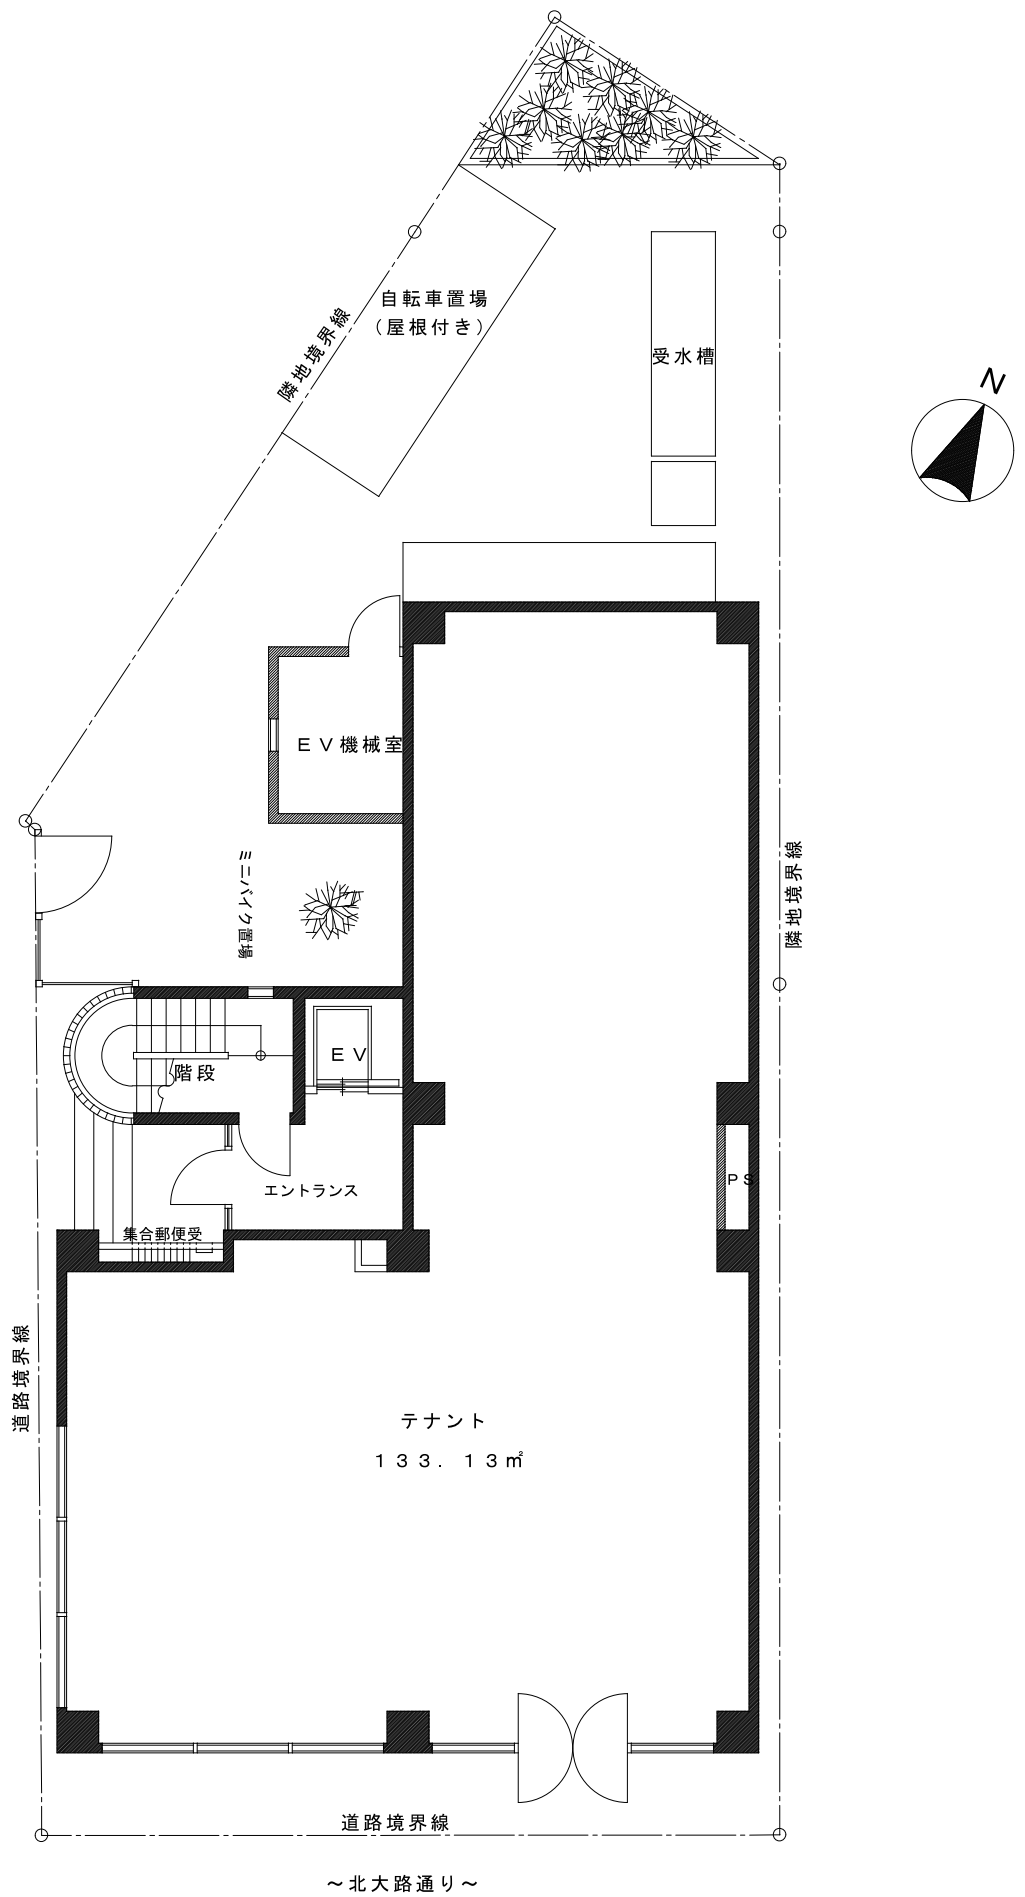 自転車置場
（屋根付き）
隣地境界線
受水槽
N
ＥＶ機械室
ミニバイク置場
隣地境界線
ＥＶ
階段
エントランス
ＰＳ
集合郵便受
道路境界線
テナント
１３３．１３㎡
道路境界線
～北大路通り～